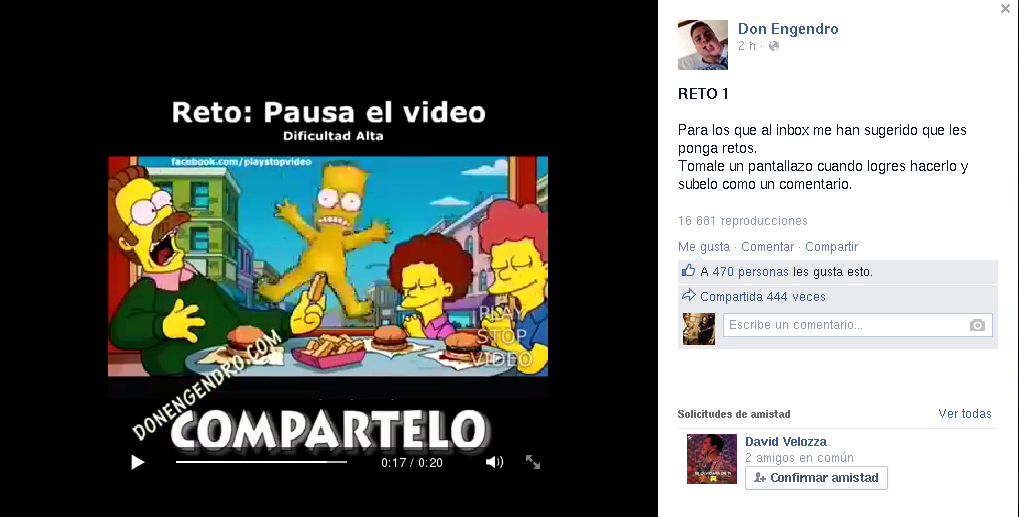 Reto: Pausa el video
Dificultad Alta
facebook.com/playstopvideo
PLAY
STOP
VIDEO
DONENGENDRO.COM
COMPARTELO
0:17 / 0:20
Don Engendro
2 h ·
RETO 1
Para los que al inbox me han sugerido que les
ponga retos.
Tomale un pantallazo cuando logres hacerlo y
subelo como un comentario.
16 681 reproducciones
Me gusta · Comentar · Compartir
A 470 personas les gusta esto.
Compartida 444 veces
Escribe un comentario...
Solicitudes de amistad
Ver todas
David Velozza
2 amigos en común
Confirmar amistad